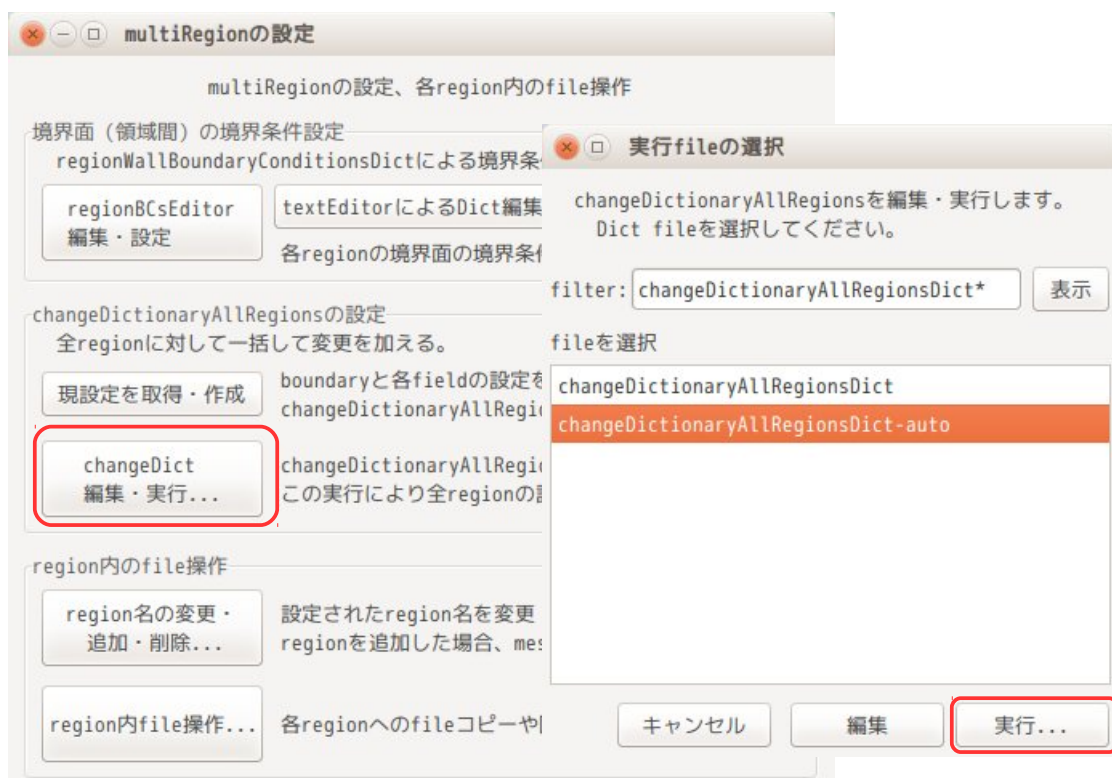 multiRegionの設定
multiRegionの設定、各region内のfile操作
境界面（領域間）の境界条件設定
regionWallBoundaryConditionsDictによる境界条
regionBCsEditor
編集・設定
textEditorによるDict編集
各regionの境界面の境界条
changeDictionaryAllRegionsの設定
全regionに対して一括して変更を加える。
現設定を取得・作成
boundaryと各fieldの設定を
changeDictionaryAllRegi
changeDict
編集・実行...
changeDictionaryAllRegi
この実行により全regionの
region内のfile操作
region名の変更・
追加・削除...
設定されたregion名を変更
regionを追加した場合、mes
region内file操作...
各regionへのfileコピーや
実行fileの選択
changeDictionaryAllRegionsを編集・実行します。
Dict fileを選択してください。
filter:
changeDictionaryAllRegionsDict*
表示
fileを選択
changeDictionaryAllRegionsDict
changeDictionaryAllRegionsDict-auto
キャンセル
編集
実行...